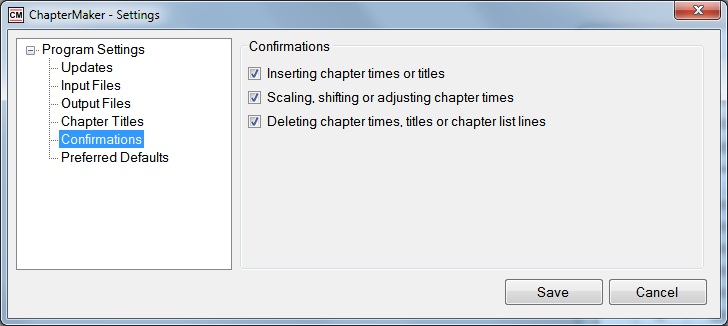 CM ChapterMaker - Settings
Program Settings
Updates
Input Files
Output Files
Chapter Titles
Confirmations
Preferred Defaults
Confirmations
Inserting chapter times or titles
Scaling, shifting or adjusting chapter times
Deleting chapter times, titles or chapter list lines
Save
Cancel